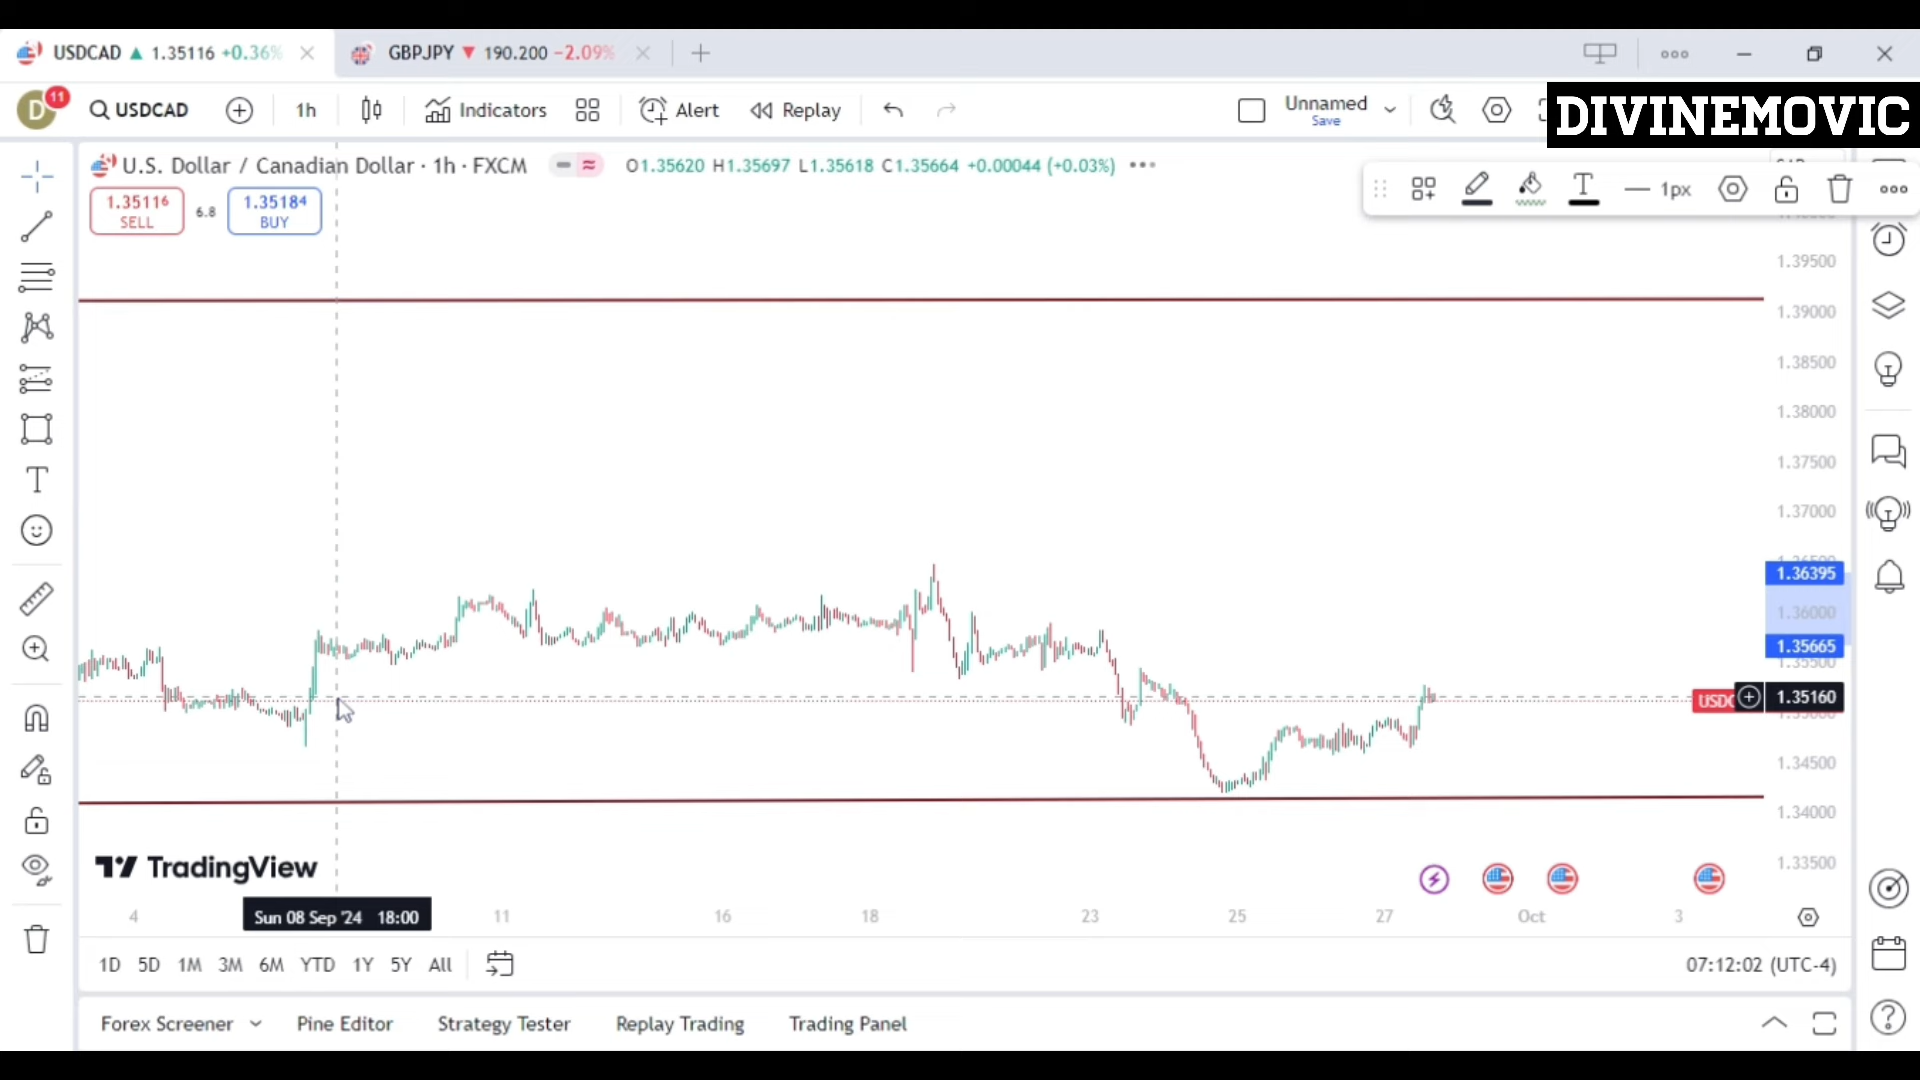 USDCAD ▲ 1.35116 +0.36%
GBPJPY ▼ 190.200 −2.09%
D
11
USDCAD
1h
Indicators
Alert
Replay
Unnamed
Save
DIVINEMOVIC
U.S. Dollar / Canadian Dollar · 1h · FXCM
O1.35620 H1.35697 L1.35618 C1.35664 +0.00044 (+0.03%)
1.35116
SELL
6.8
1.35184
BUY
T
1px
1.39500
1.39000
1.38500
1.38000
1.37500
1.37000
1.36395
1.36000
1.35665
1.35500
USDC
1.35160
1.34500
1.34000
1.33500
TradingView
4
Sun 08 Sep '24 18:00
11
16
18
23
25
27
Oct
3
1D 5D 1M 3M 6M YTD 1Y 5Y All
07:12:02 (UTC-4)
Forex Screener
Pine Editor
Strategy Tester
Replay Trading
Trading Panel